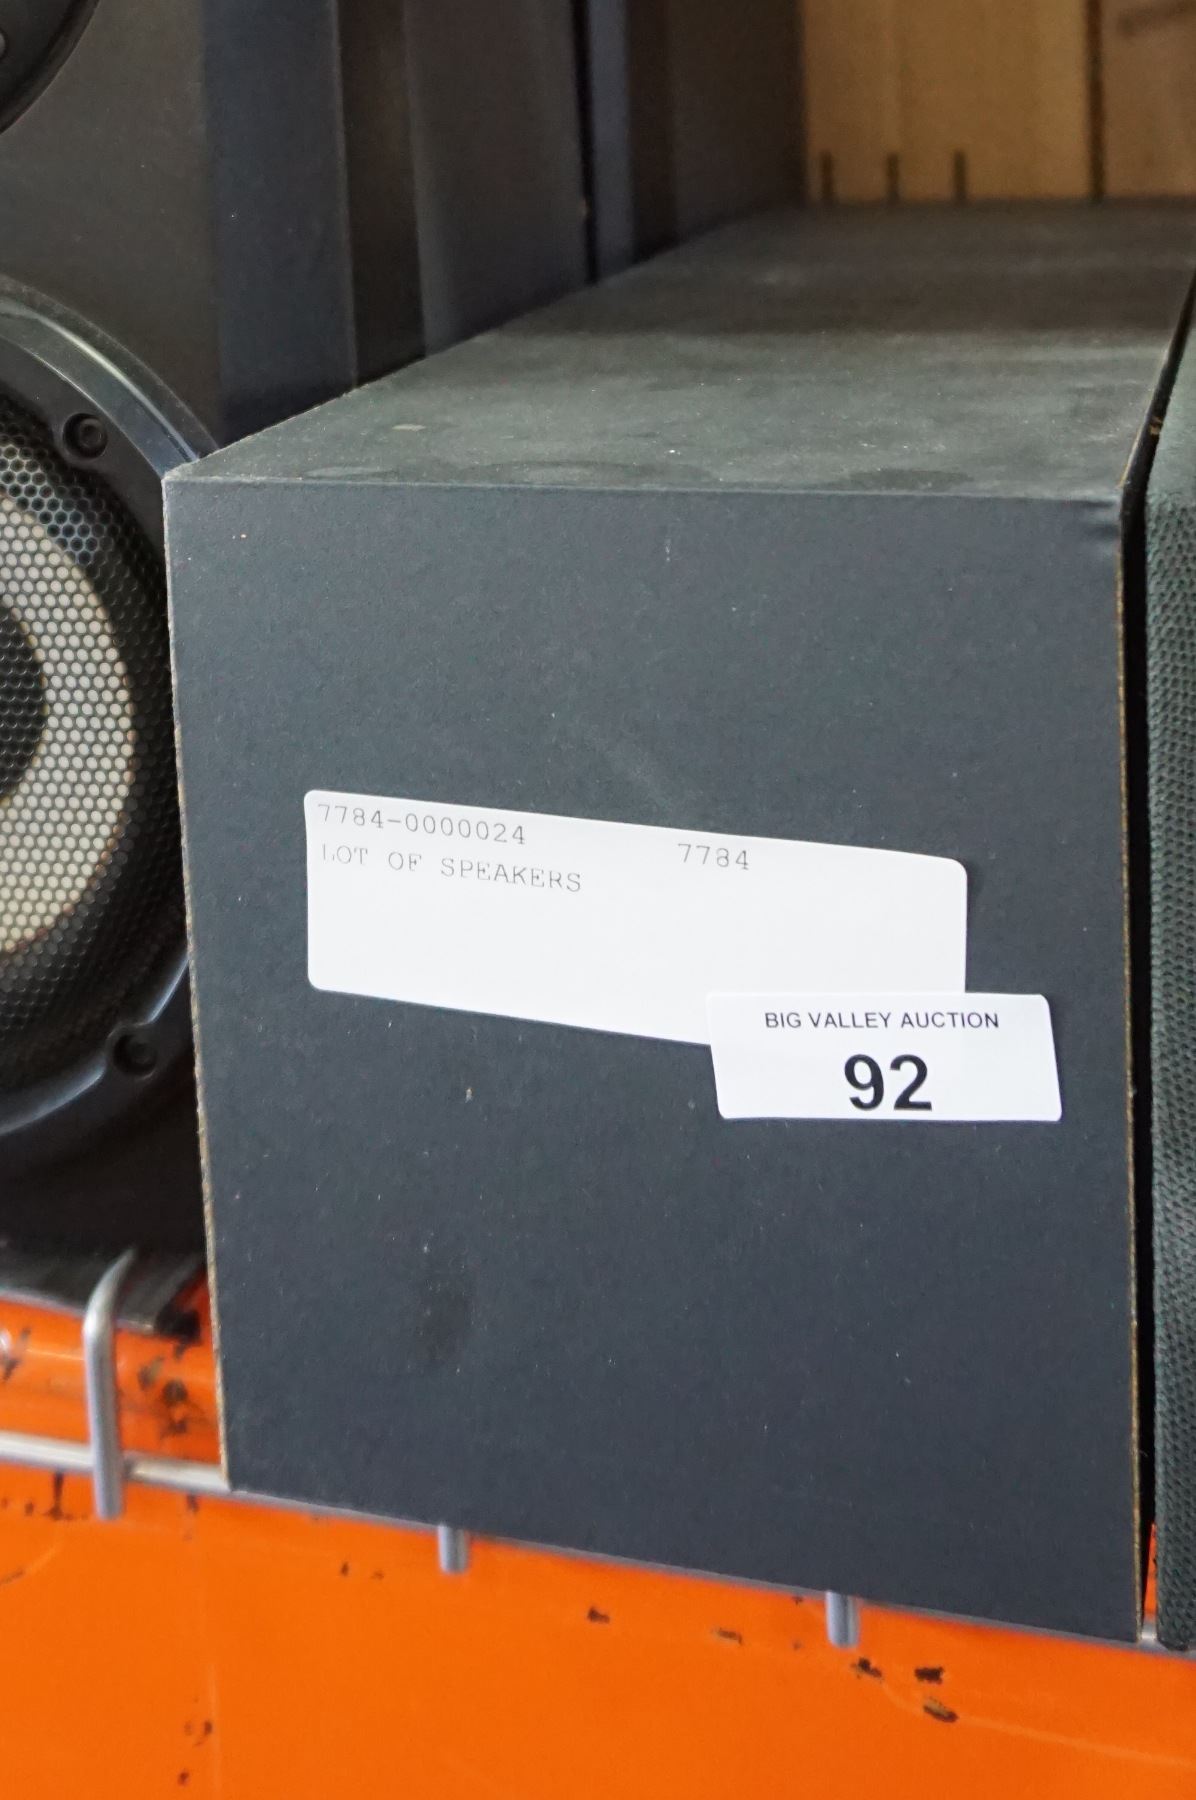 7784-0000024 7784
LOT OF SPEAKERS
BIG VALLEY AUCTION
92